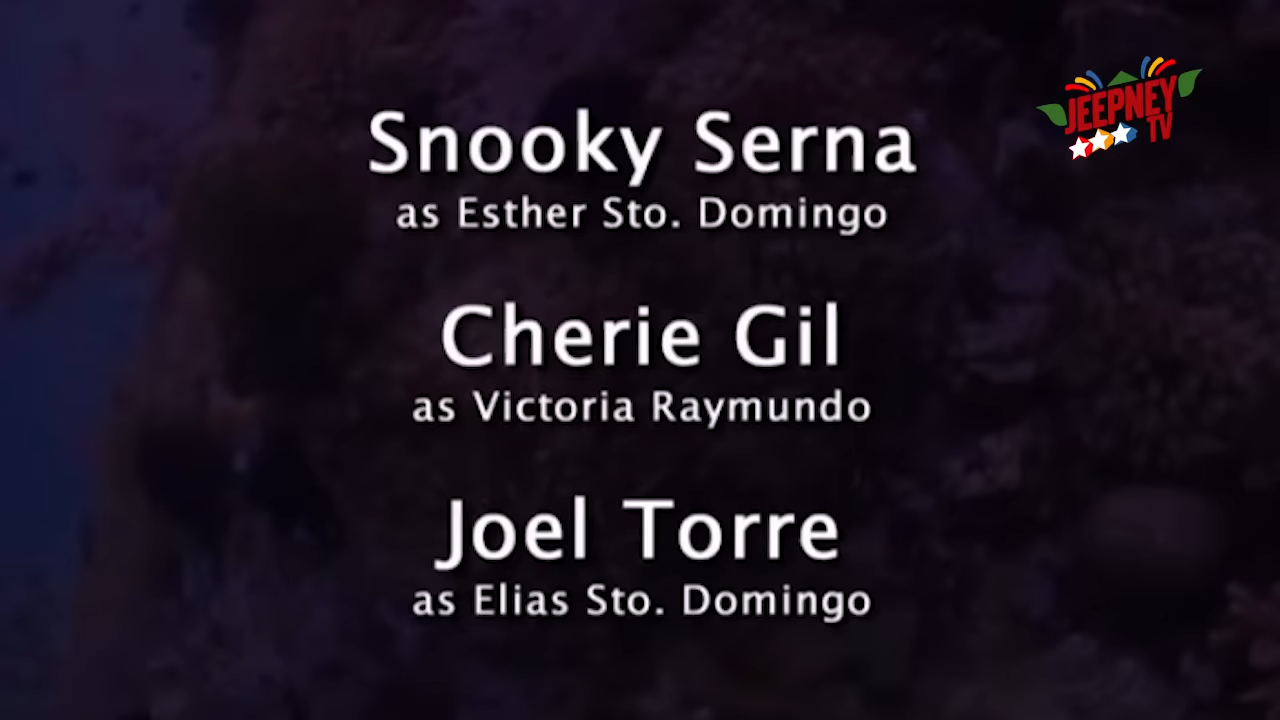 JEEPNEY
TV
Snooky Serna
as Esther Sto. Domingo
Cherie Gil
as Victoria Raymundo
Joel Torre
as Elias Sto. Domingo